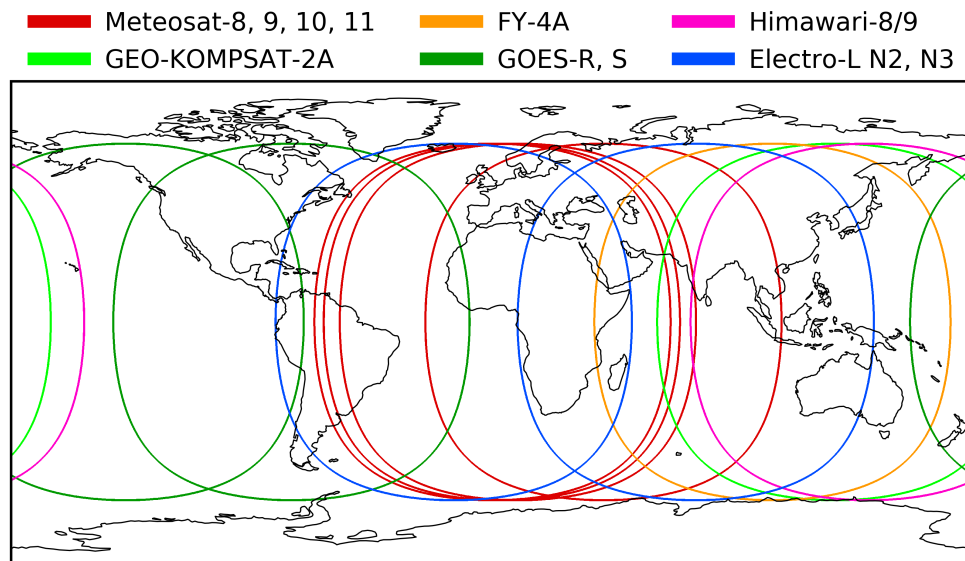 Meteosat-8, 9, 10, 11 FY-4A Himawari-8/9
GEO-KOMPSAT-2A GOES-R, S Electro-L N2, N3